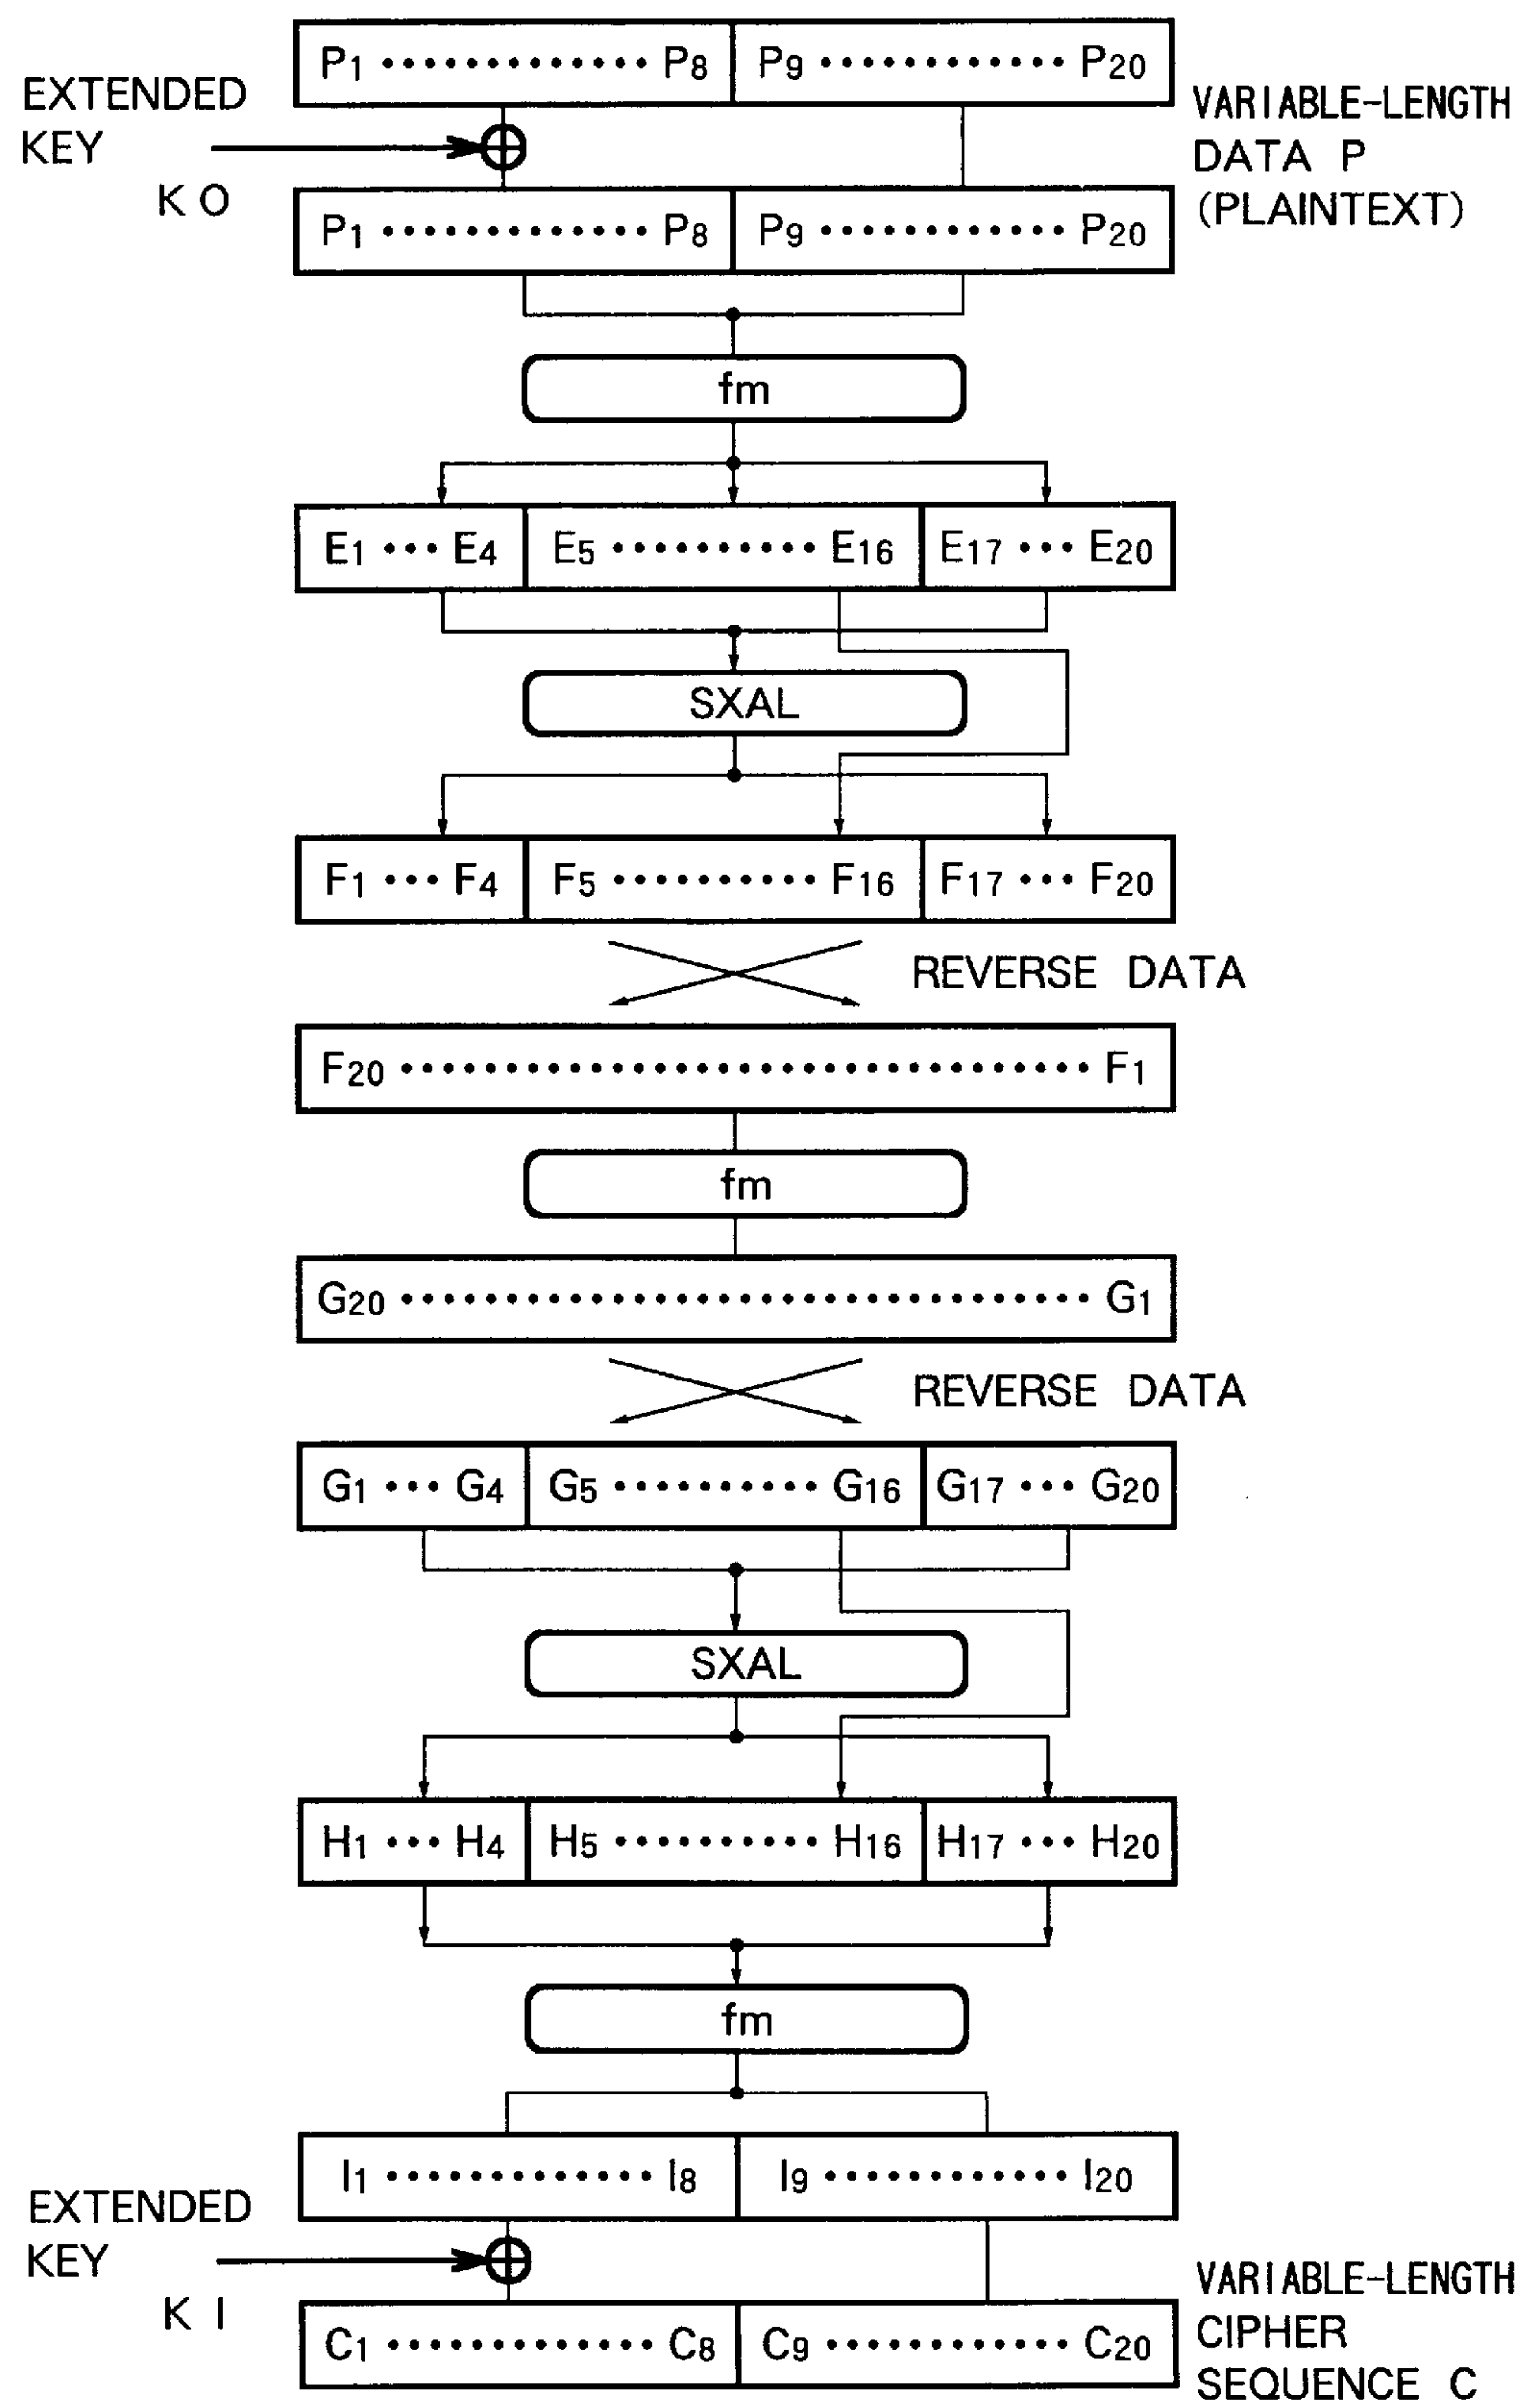 P1 ············· P8 P9 ············ P20
EXTENDED
KEY
K O
VARIABLE-LENGTH
DATA P
(PLAINTEXT)
P1 ············· P8 P9 ············ P20
fm
E1 ··· E4 E5 ·········· E16 E17 ··· E20
SXAL
F1 ··· F4 F5 ·········· F16 F17 ··· F20
REVERSE DATA
F20 ································· F1
fm
G20 ································· G1
REVERSE DATA
G1 ··· G4 G5 ·········· G16 G17 ··· G20
SXAL
H1 ··· H4 H5 ·········· H16 H17 ··· H20
fm
I1 ············· I8 I9 ············ I20
EXTENDED
KEY
K I
VARIABLE-LENGTH
CIPHER
SEQUENCE C
C1 ············· C8 C9 ············ C20